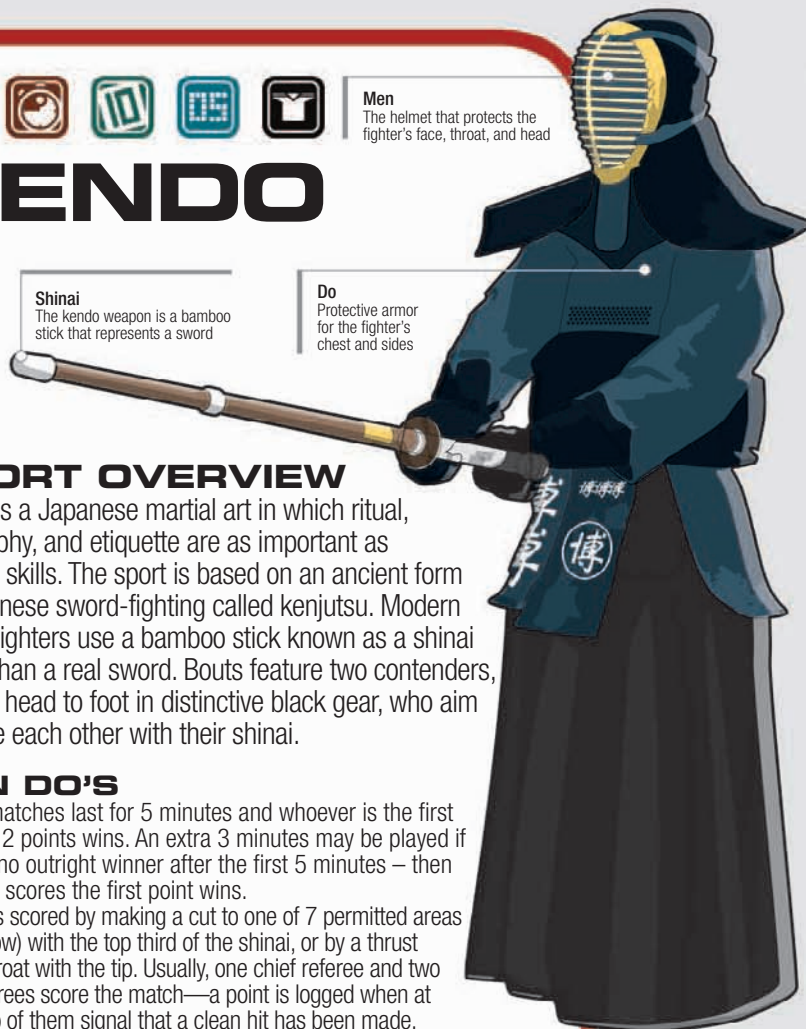 Men
The helmet that protects the
fighter's face, throat, and head
ENDO
Shinai
The kendo weapon is a bamboo
stick that represents a sword
Do
Protective armor
for the fighter's
chest and sides
ORT OVERVIEW
s a Japanese martial art in which ritual,
phy, and etiquette are as important as
skills. The sport is based on an ancient form
nese sword-fighting called kenjutsu. Modern
ighters use a bamboo stick known as a shinai
han a real sword. Bouts feature two contenders,
head to foot in distinctive black gear, who aim
e each other with their shinai.
N DO'S
matches last for 5 minutes and whoever is the first
2 points wins. An extra 3 minutes may be played if
no outright winner after the first 5 minutes – then
scores the first point wins.
s scored by making a cut to one of 7 permitted areas
ow) with the top third of the shinai, or by a thrust
roat with the tip. Usually, one chief referee and two
rees score the match—a point is logged when at
o of them signal that a clean hit has been made.
博